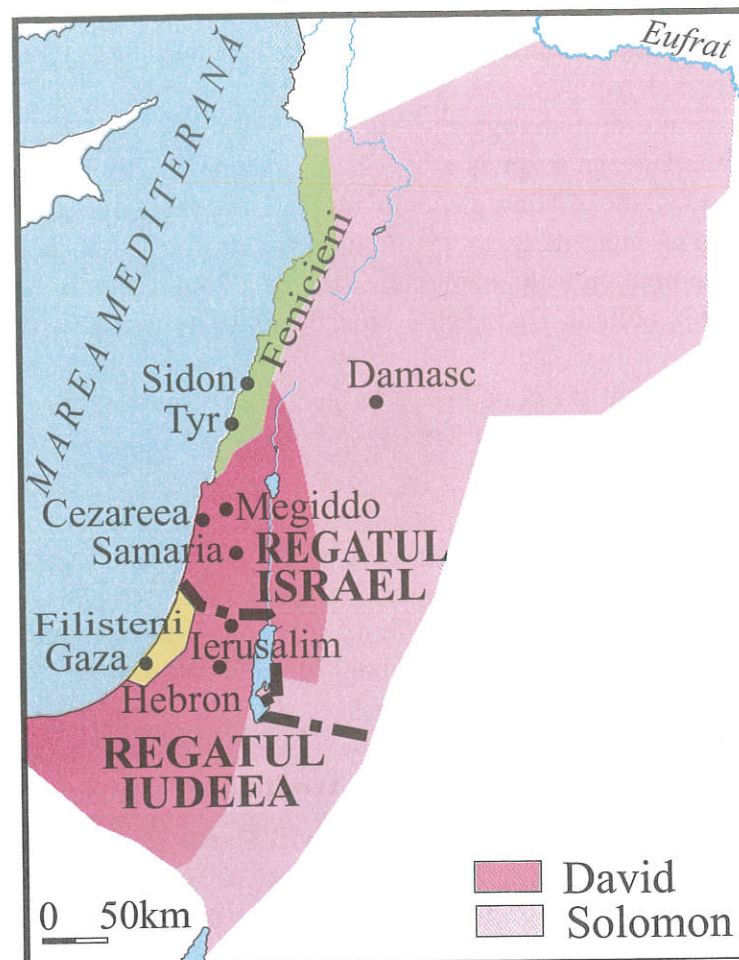 Eufrat
MAREA MEDITERANĂ
Fenicieni
Sidon
Damasc
Tyr
Cezareea
Megiddo
Samaria
REGATUL
ISRAEL
Filisteni
Gaza
Ierusalim
Hebron
REGATUL
IUDEEA
David
Solomon
0 50km